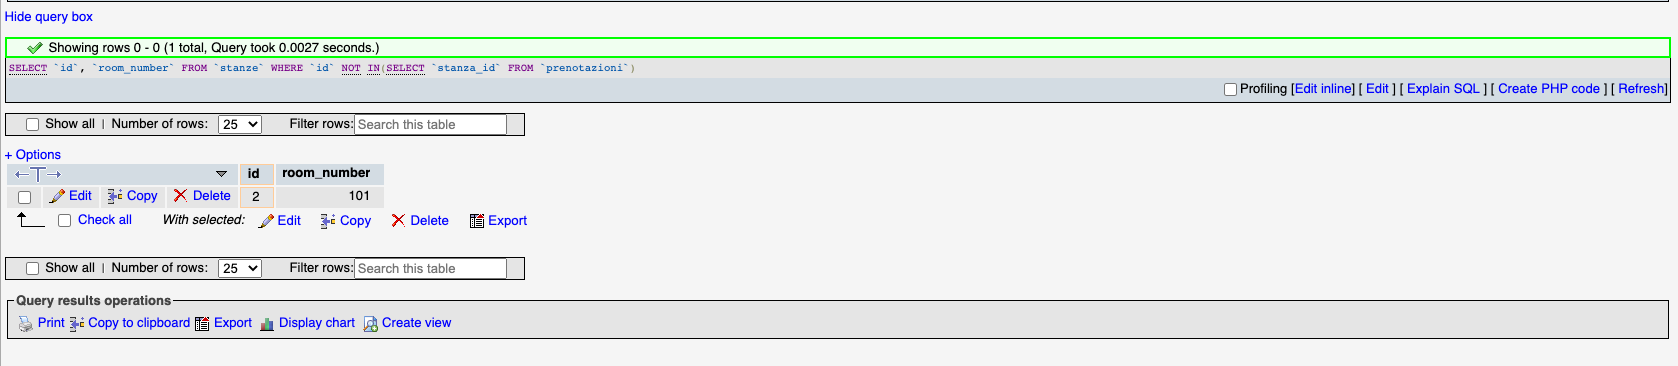 Hide query box
Showing rows 0 - 0 (1 total, Query took 0.0027 seconds.)
SELECT `id`, `room_number` FROM `stanze` WHERE `id` NOT IN(SELECT `stanza_id` FROM `prenotazioni`)
Profiling [Edit inline] [ Edit ] [ Explain SQL ] [ Create PHP code ] [ Refresh]
Show all | Number of rows: 25 Filter rows: Search this table
+ Options
←T→ id room_number
Edit Copy Delete 2 101
Check all With selected: Edit Copy Delete Export
Show all | Number of rows: 25 Filter rows: Search this table
Query results operations
Print Copy to clipboard Export Display chart Create view